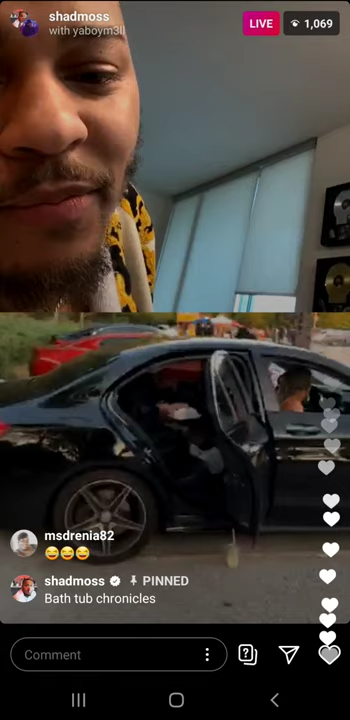 shadmoss
with yaboym3ll
LIVE
1,069
msdrenia82
😂😂😂
shadmoss PINNED
Bath tub chronicles
Comment